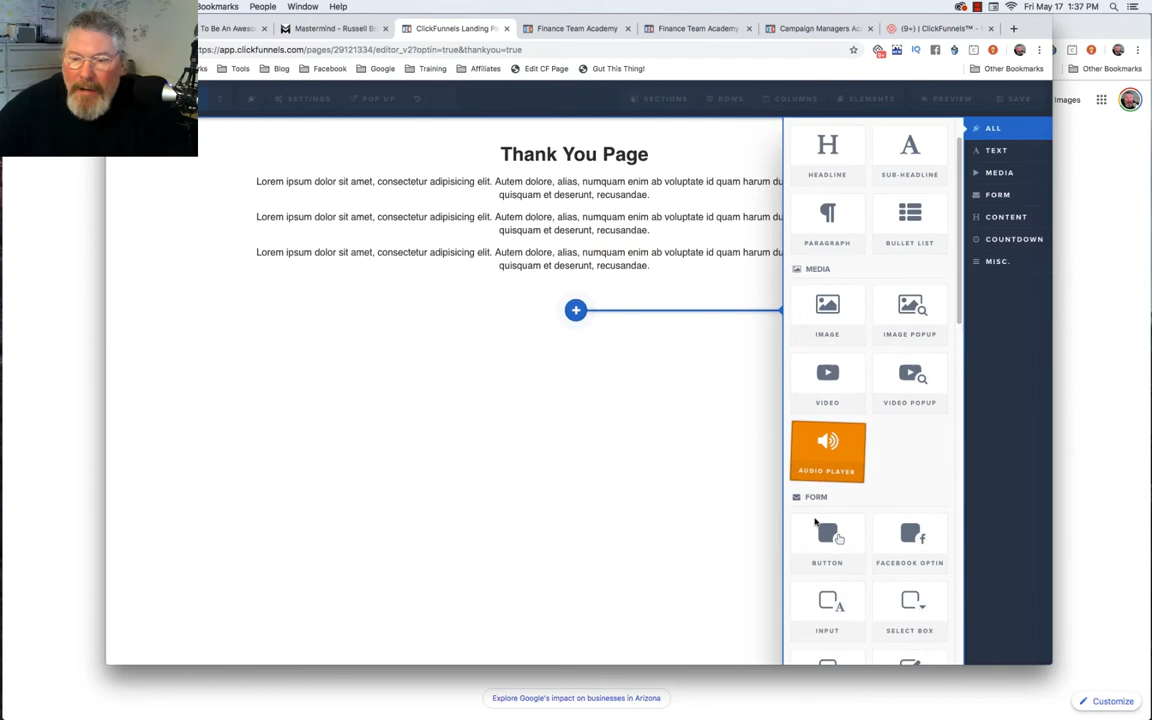 Bookmarks People Window Help
Fri May 17 1:37 PM
To Be An Aweso
Mastermind - Russell Br
ClickFunnels Landing Pa
Finance Team Academy
Finance Team Academy
Campaign Managers Ac
(9+) | ClickFunnels™ -
https://app.clickfunnels.com/pages/29121334/editor_v2?optin=true&thankyou=true
Tools Blog Facebook Google Training Affiliates Edit CF Page Gut This Thing! Other Bookmarks Other Bookmarks
SETTINGS POP UP SECTIONS ROWS COLUMNS ELEMENTS PREVIEW SAVE
Images
Thank You Page
Lorem ipsum dolor sit amet, consectetur adipisicing elit. Autem dolore, alias, numquam enim ab voluptate id quam harum du
quisquam et deserunt, recusandae.
Lorem ipsum dolor sit amet, consectetur adipisicing elit. Autem dolore, alias, numquam enim ab voluptate id quam harum du
quisquam et deserunt, recusandae.
Lorem ipsum dolor sit amet, consectetur adipisicing elit. Autem dolore, alias, numquam enim ab voluptate id quam harum du
quisquam et deserunt, recusandae.
HEADLINE SUB-HEADLINE
PARAGRAPH BULLET LIST
MEDIA
IMAGE IMAGE POPUP
VIDEO VIDEO POPUP
AUDIO PLAYER
FORM
BUTTON FACEBOOK OPTIN
INPUT SELECT BOX
ALL
TEXT
MEDIA
FORM
CONTENT
COUNTDOWN
MISC.
Explore Google's impact on businesses in Arizona
Customize